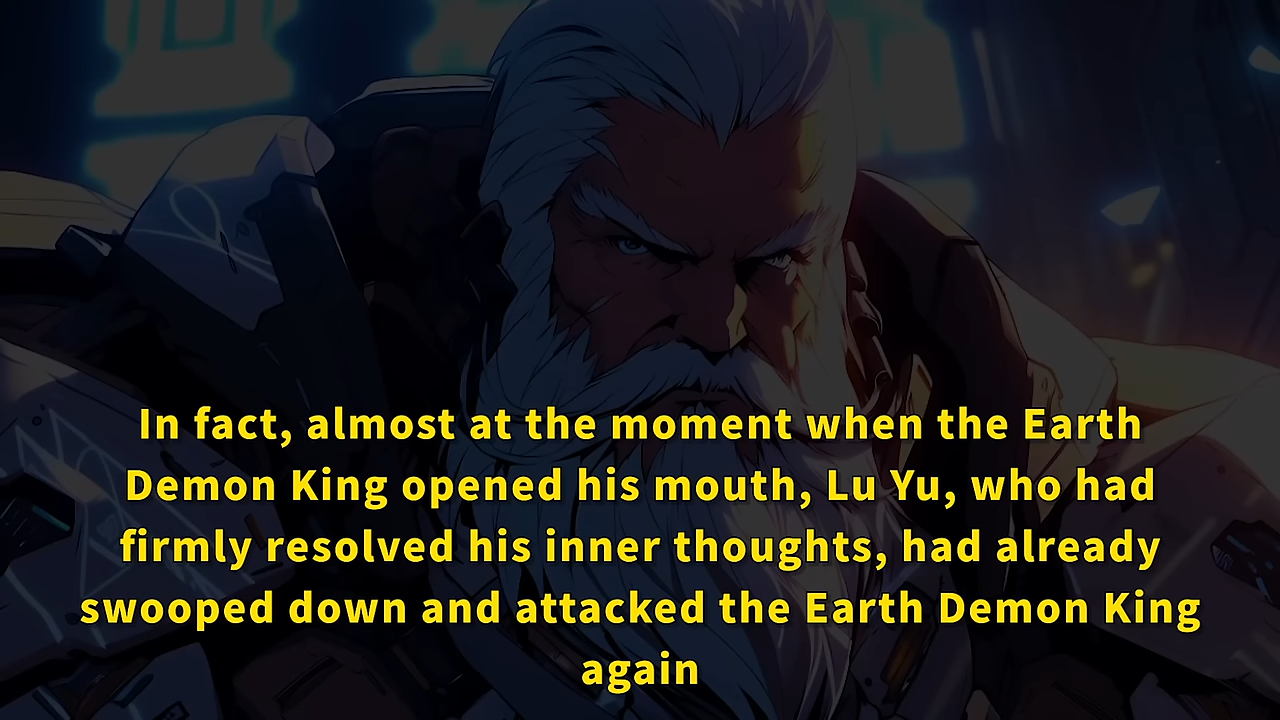 In fact, almost at the moment when the Earth
Demon King opened his mouth, Lu Yu, who had
firmly resolved his inner thoughts, had already
swooped down and attacked the Earth Demon King
again